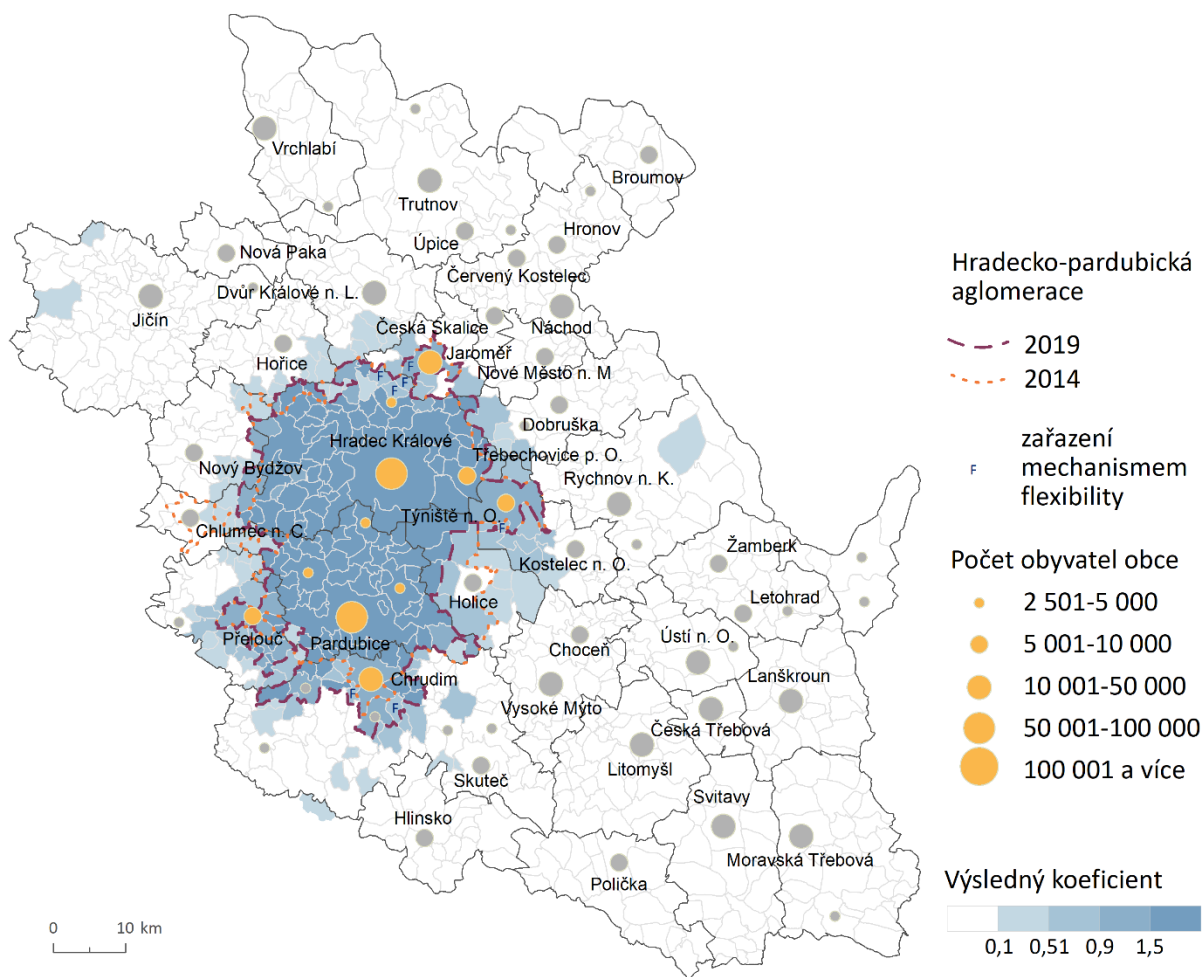 Vrchlabí
Broumov
Trutnov
Hronov
Úpice
Nová Paka
Červený Kostelec
Dvůr Králové n. L.
Jičín
Náchod
Česká Skalice
Hořice
Jaroměř
F
F
F
F
Nové Město n. M
Dobruška
Hradec Králové
Třebechovice p. O.
Nový Bydžov
Rychnov n. K.
Týniště n. O.
F
Chlumec n. C.
Žamberk
Kostelec n. O.
Holice
Letohrad
Přelouč
Pardubice
Choceň
Ústí n. O.
Chrudim
Lanškroun
F
F
Vysoké Mýto
Česká Třebová
Litomyšl
Skuteč
Svitavy
Hlinsko
Moravská Třebová
Polička
0
10 km
Hradecko-pardubická
aglomerace
2019
2014
F
zařazení
mechanismem
flexibility
Počet obyvatel obce
2 501-5 000
5 001-10 000
10 001-50 000
50 001-100 000
100 001 a více
Výsledný koeficient
0,1 0,51 0,9 1,5